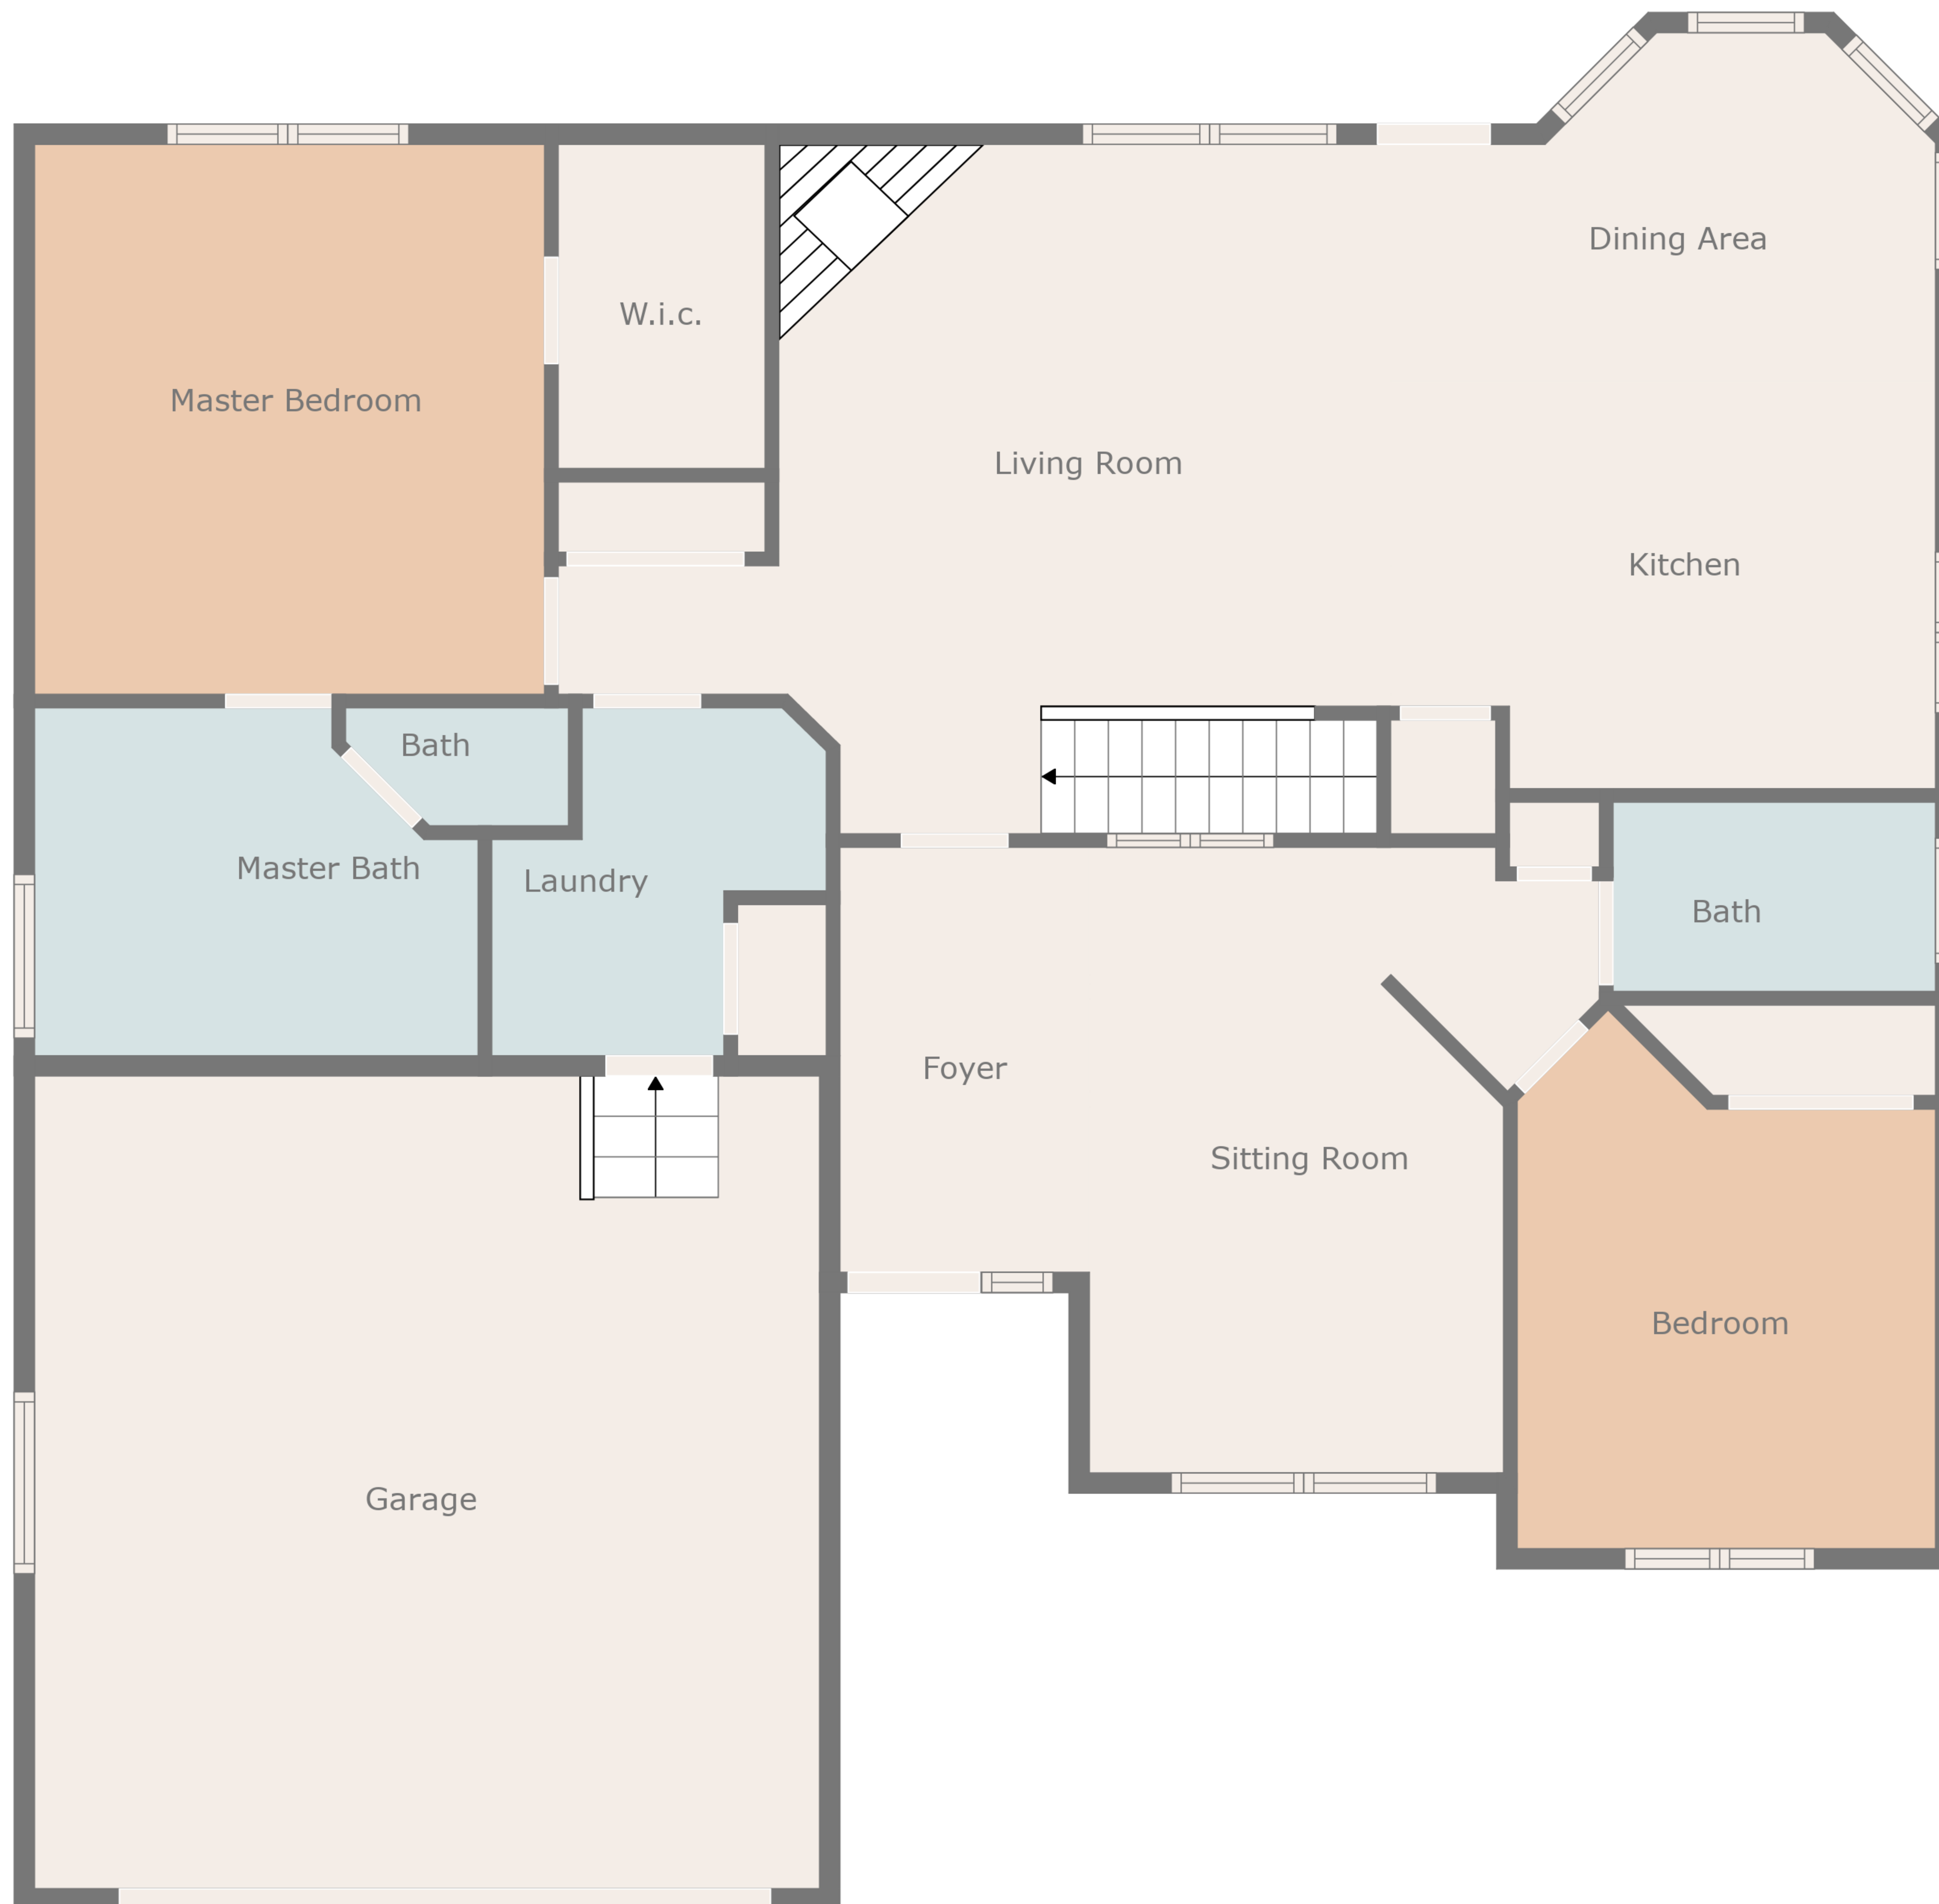 Dining Area
W.i.c.
Master Bedroom
Living Room
Kitchen
Bath
Master Bath
Laundry
Bath
Foyer
Sitting Room
Bedroom
Garage